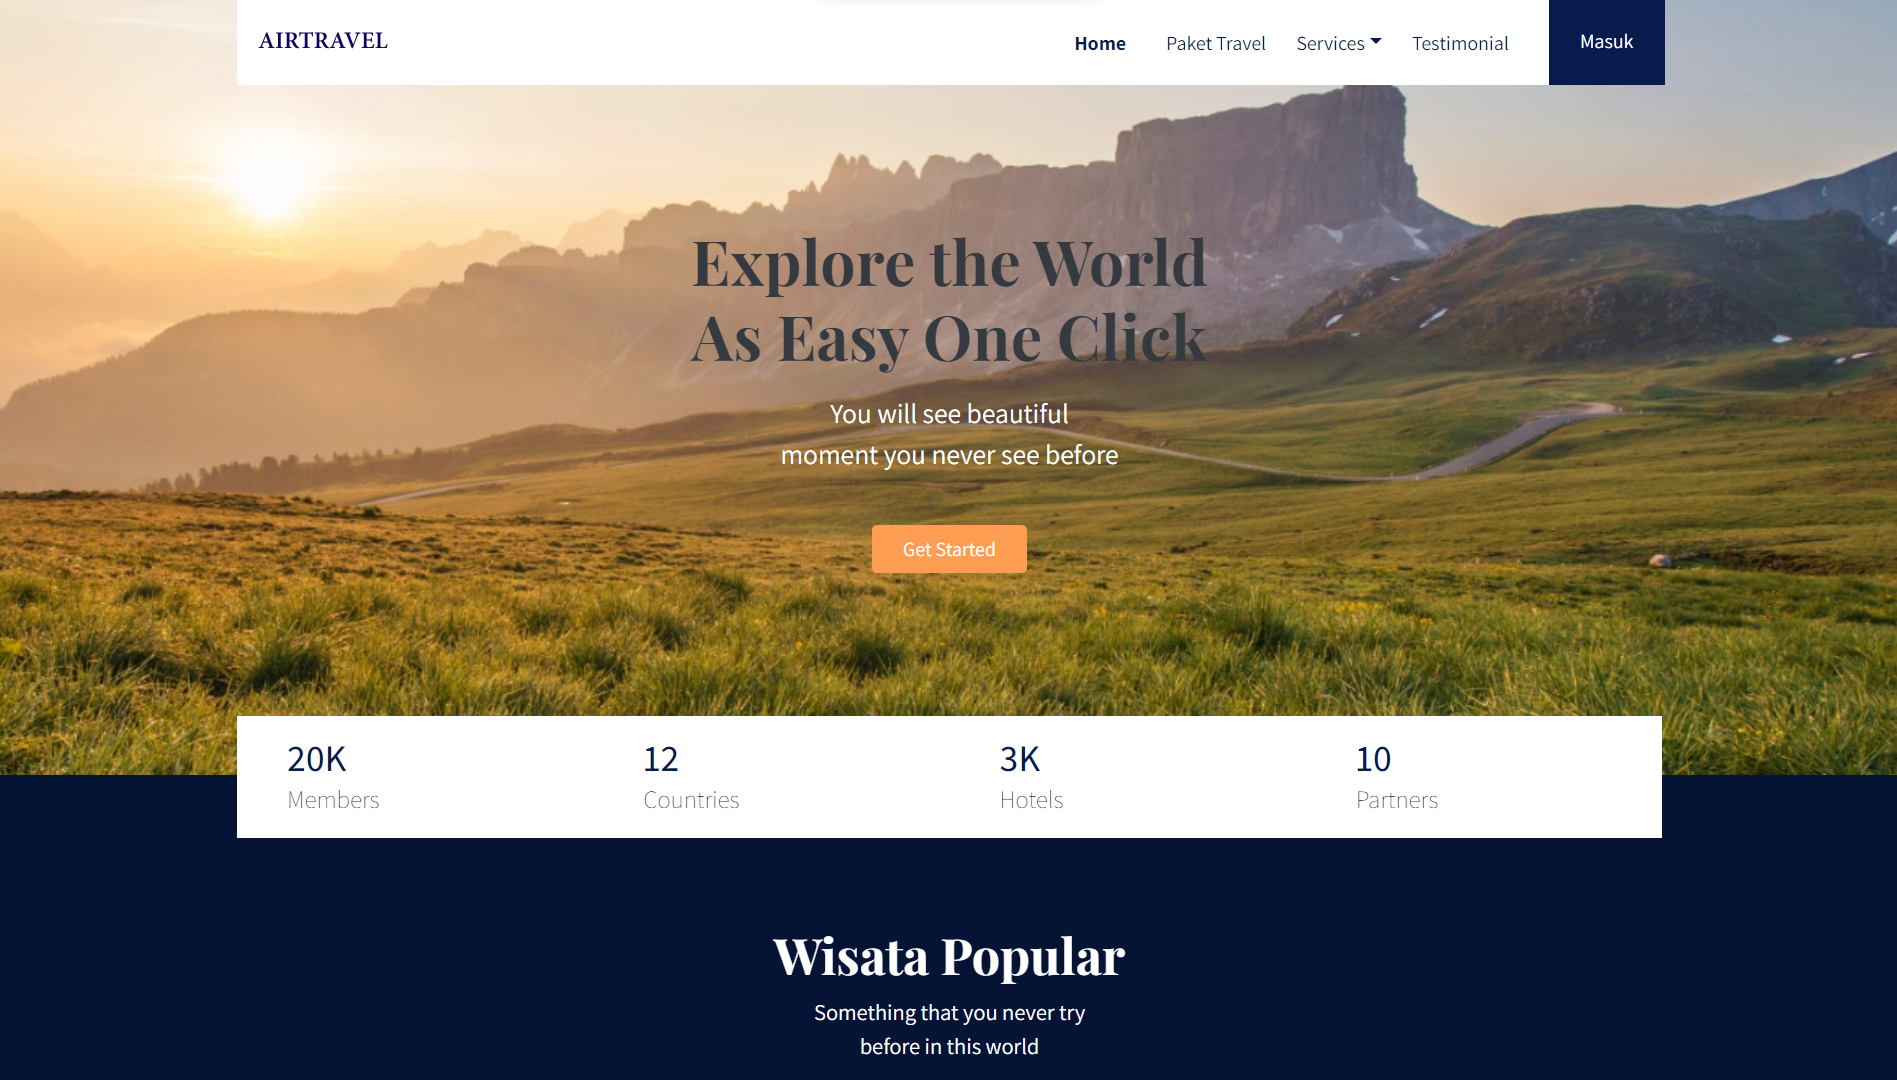 AIRTRAVEL
Home
Paket Travel
Services
Testimonial
Masuk
Explore the World
As Easy One Click
You will see beautiful
moment you never see before
Get Started
20K
Members
12
Countries
3K
Hotels
10
Partners
Wisata Popular
Something that you never try
before in this world